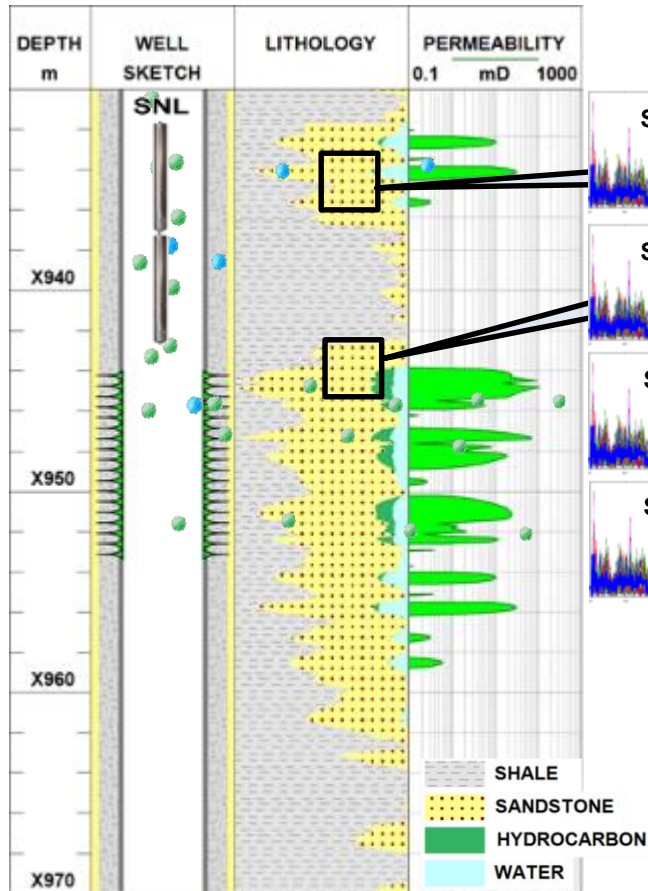 DEPTH WELL LITHOLOGY PERMEABILITY
m SKETCH 0.1 mD 1000
SNL
S
S
S
S
X940
X950
X960
X970
SHALE
SANDSTONE
HYDROCARBON
WATER